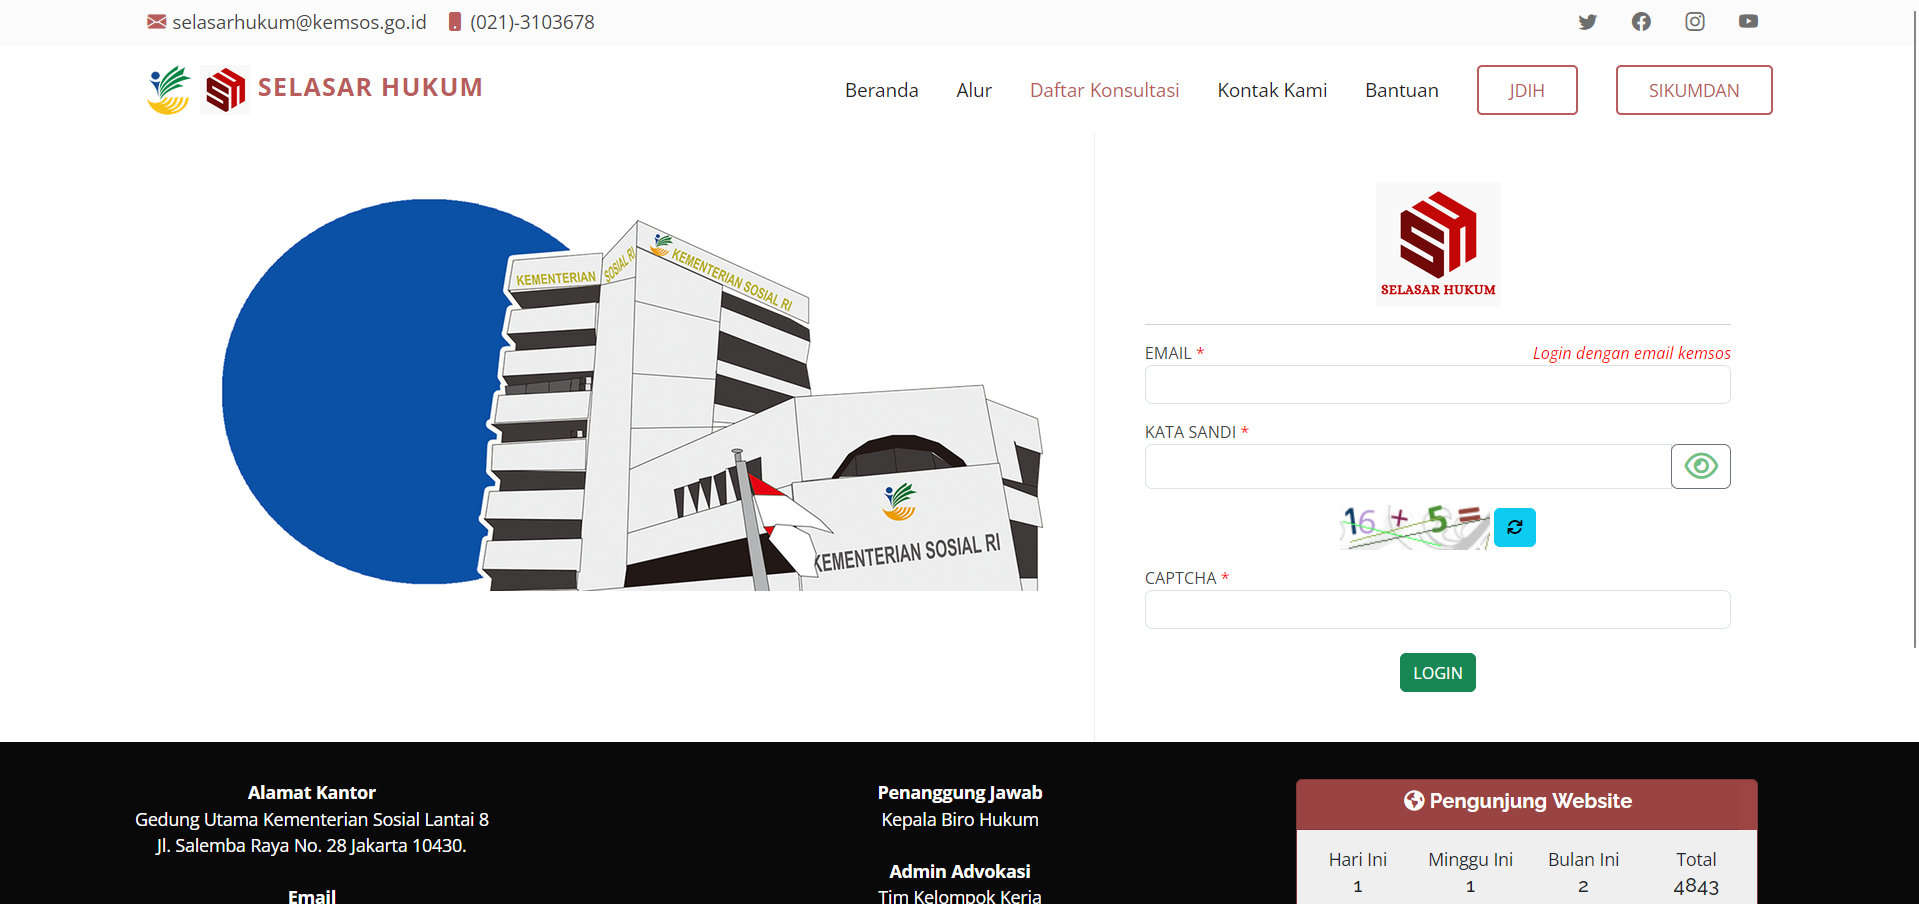 selasarhukum@kemsos.go.id (021)-3103678
SELASAR HUKUM
Beranda Alur Daftar Konsultasi Kontak Kami Bantuan JDIH SIKUMDAN
KEMENTERIAN SOSIAL RI
KEMENTERIAN SOSIAL RI
KEMENTERIAN SOSIAL RI
SELASAR HUKUM
EMAIL * Login dengan email kemsos
KATA SANDI *
16 + 5 =
CAPTCHA *
LOGIN
Alamat Kantor
Gedung Utama Kementerian Sosial Lantai 8
Jl. Salemba Raya No. 28 Jakarta 10430.
Email
Penanggung Jawab
Kepala Biro Hukum
Admin Advokasi
Tim Kelompok Kerja
Pengunjung Website
Hari Ini Minggu Ini Bulan Ini Total
1 1 2 4843